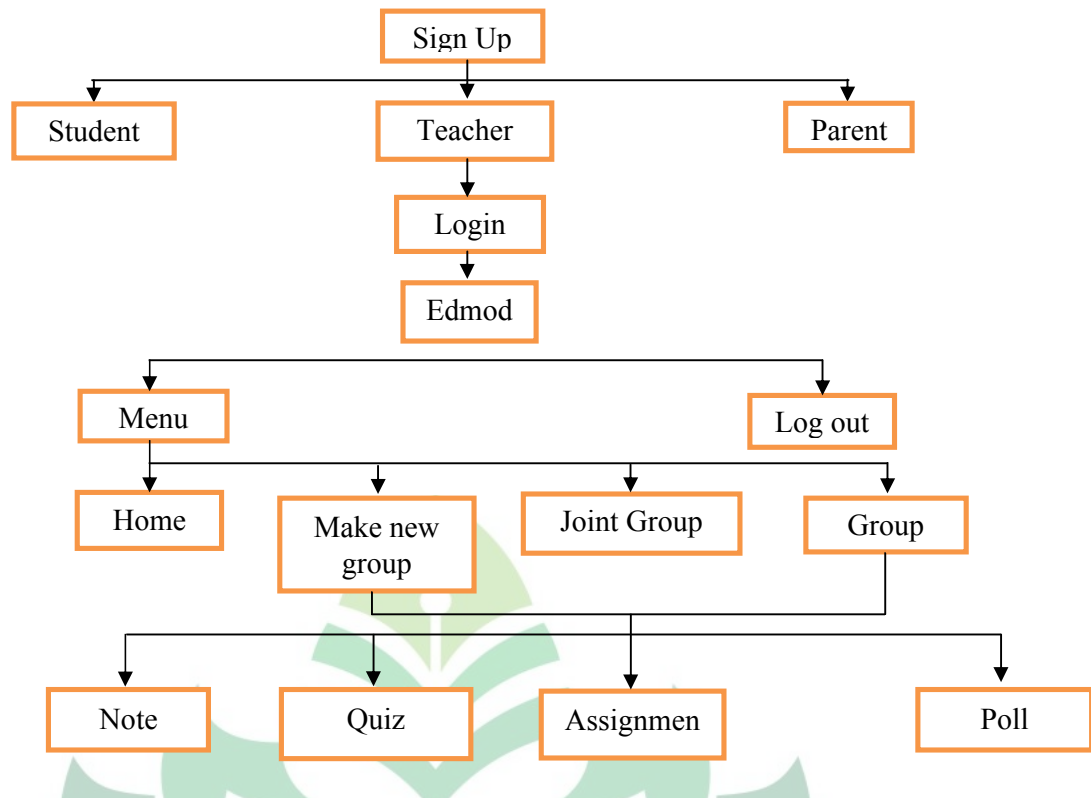 Sign Up
Student
Teacher
Parent
Login
Edmod
Menu
Log out
Home
Make new
group
Joint Group
Group
Note
Quiz
Assignmen
Poll